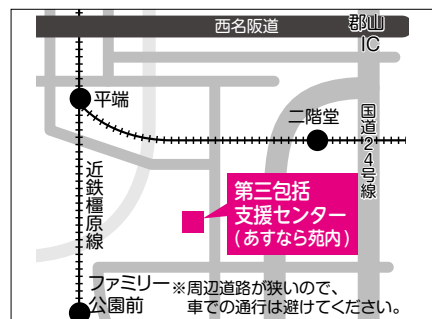 西名阪道
郡山
IC
平端
二階堂
国道24号線
近鉄橿原線
第三包括
支援センター
(あすなら苑内)
ファミリー
公園前
※周辺道路が狭いので、
車での通行は避けてください。